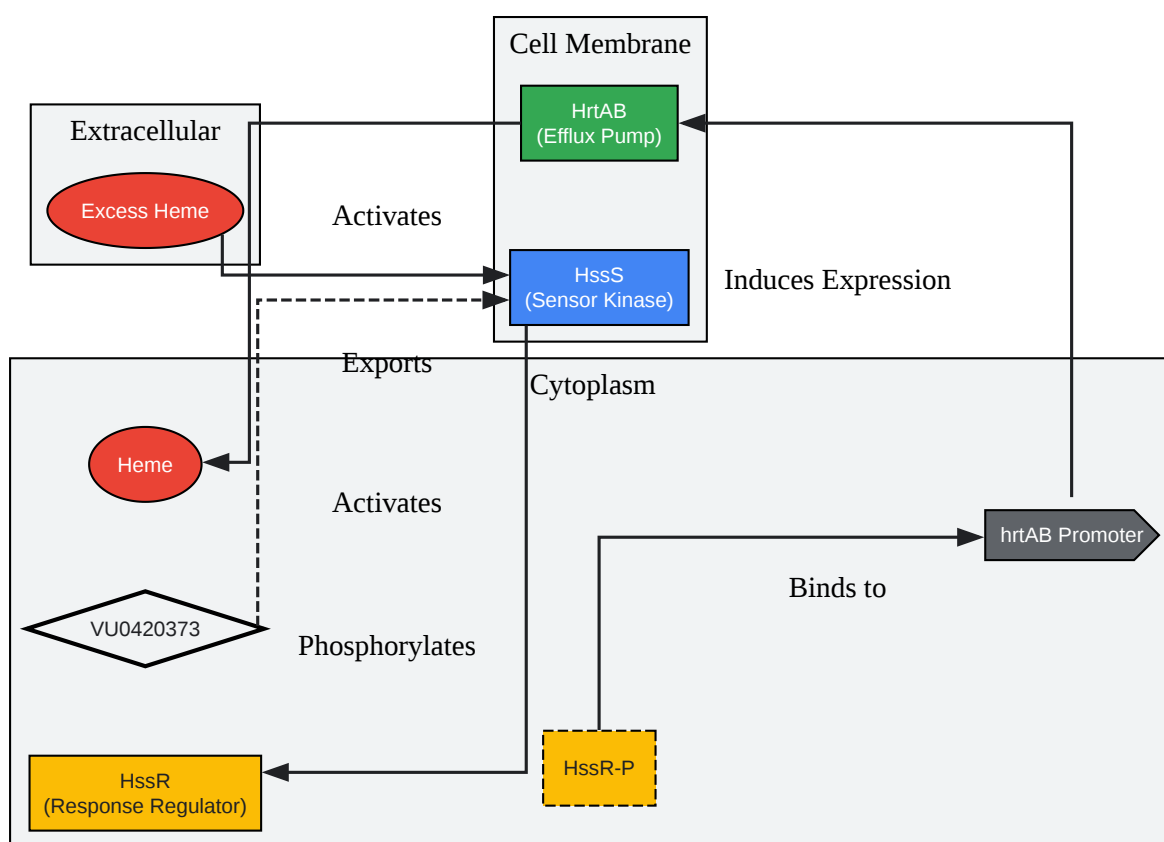 Cell Membrane
HrtAB
(Efflux Pump)
Extracellular
Excess Heme
Activates
HssS
(Sensor Kinase)
Induces Expression
Exports
Cytoplasm
Heme
Activates
hrtAB Promoter
Binds to
VU0420373
Phosphorylates
HssR-P
HssR
(Response Regulator)